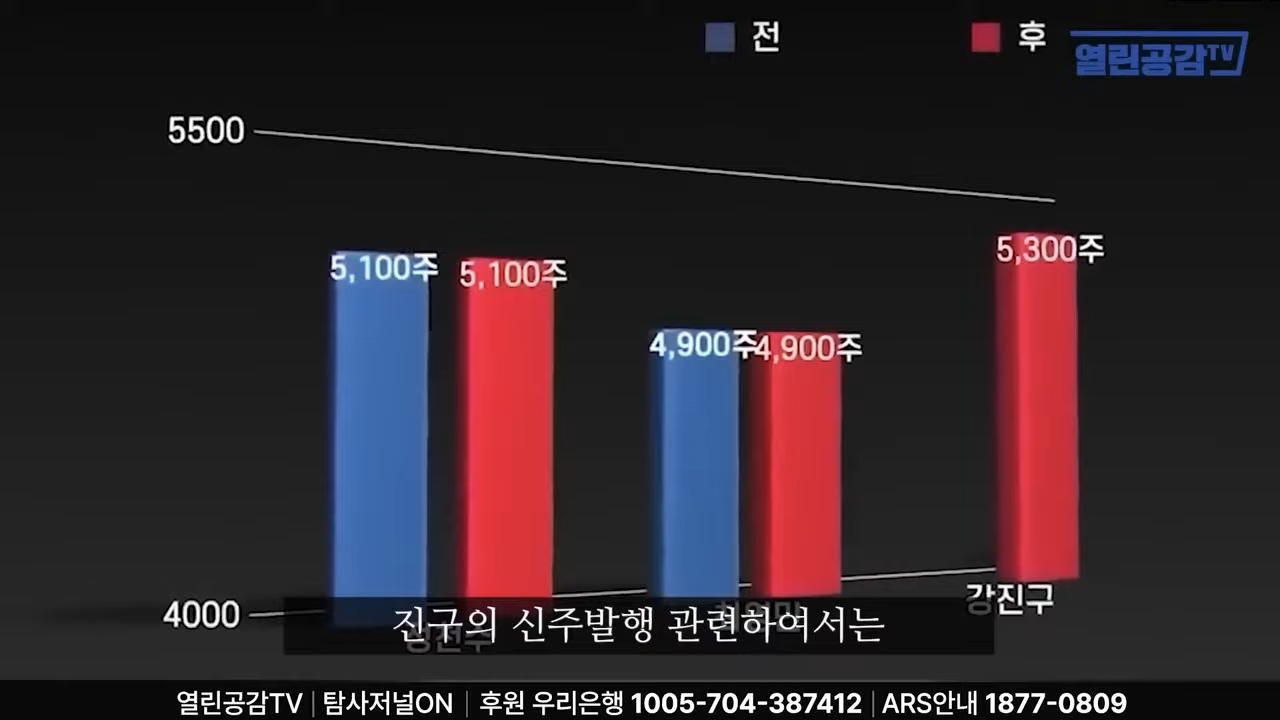 전
후
열린공감TV
5500
5,100주
5,100주
4,900주
4,900주
5,300주
4000
강진구
진구의 신주발행 관련하여서는
열린공감TV | 탐사저널ON | 후원 우리은행 1005-704-387412 | ARS안내 1877-0809